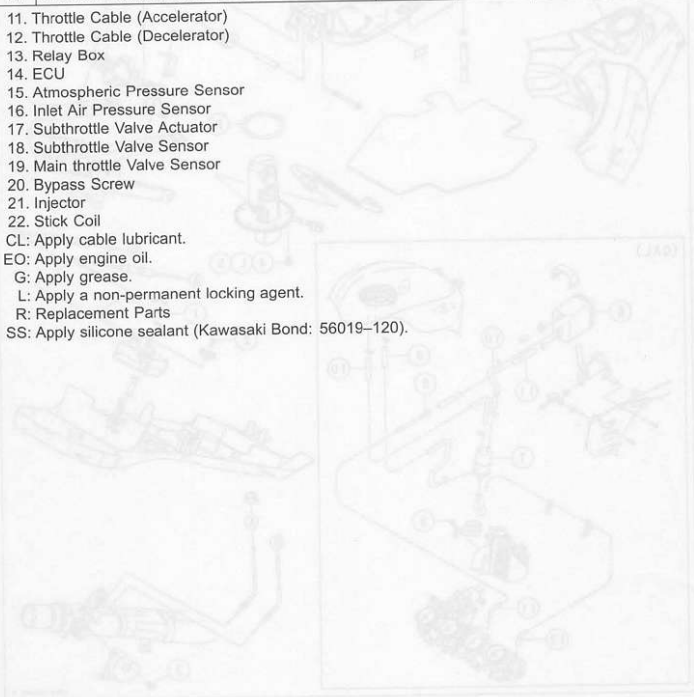 11. Throttle Cable (Accelerator)
12. Throttle Cable (Decelerator)
13. Relay Box
14. ECU
15. Atmospheric Pressure Sensor
16. Inlet Air Pressure Sensor
17. Subthrottle Valve Actuator
18. Subthrottle Valve Sensor
19. Main throttle Valve Sensor
20. Bypass Screw
21. Injector
22. Stick Coil
CL: Apply cable lubricant.
EO: Apply engine oil.
G: Apply grease.
L: Apply a non-permanent locking agent.
R: Replacement Parts
SS: Apply silicone sealant (Kawasaki Bond: 56019–120).